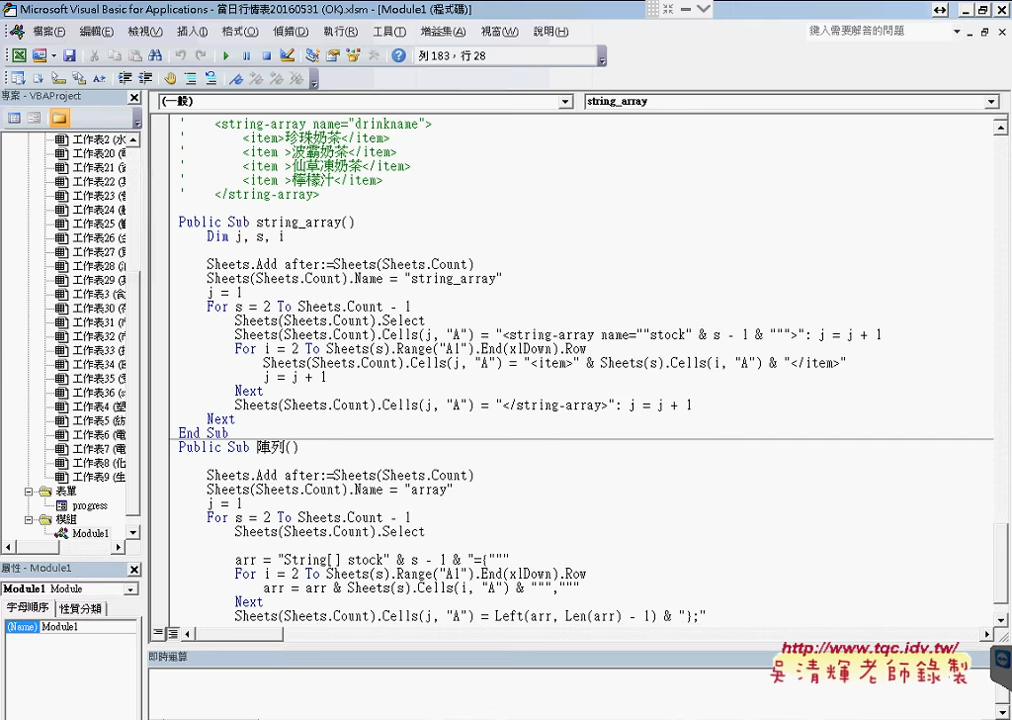 Microsoft Visual Basic for Applications - 當日行情表20160531 (OK).xlsm - [Module1 (程式碼)]
檔案(F) 編輯(E) 檢視(V) 插入(I) 格式(O) 偵錯(D) 執行(R) 工具(T) 增益集(A) 視窗(W) 說明(H) 鍵入需要解答的問題
列 183，行 28
專案 - VBAProject
(一般) string_array
工作表2 (水
工作表20
工作表21
工作表22
工作表23
工作表24
工作表25
工作表26
工作表27
工作表28
工作表29
工作表3 (食
工作表30
工作表31
工作表32
工作表33
工作表34
工作表35
工作表36
工作表4 (塑
工作表5 (紡
工作表6 (電
工作表7 (電
工作表8 (化
工作表9 (生
表單
progress
模組
Module1
' <string-array name="drinkname">
' <item>珍珠奶茶</item>
' <item >波霸奶茶</item>
' <item >仙草凍奶茶</item>
' <item >檸檬汁</item>
' </string-array>
Public Sub string_array()
Dim j, s, i
Sheets.Add after:=Sheets(Sheets.Count)
Sheets(Sheets.Count).Name = "string_array"
j = 1
For s = 2 To Sheets.Count - 1
Sheets(Sheets.Count).Select
Sheets(Sheets.Count).Cells(j, "A") = "<string-array name=""stock" & s - 1 & """>": j = j + 1
For i = 2 To Sheets(s).Range("A1").End(xlDown).Row
Sheets(Sheets.Count).Cells(j, "A") = "<item>" & Sheets(s).Cells(i, "A") & "</item>"
j = j + 1
Next
Sheets(Sheets.Count).Cells(j, "A") = "</string-array>": j = j + 1
Next
End Sub
Public Sub 陣列()
Sheets.Add after:=Sheets(Sheets.Count)
Sheets(Sheets.Count).Name = "array"
j = 1
For s = 2 To Sheets.Count - 1
Sheets(Sheets.Count).Select
arr = "String[] stock" & s - 1 & "={"""
For i = 2 To Sheets(s).Range("A1").End(xlDown).Row
arr = arr & Sheets(s).Cells(i, "A") & ""","""
Next
Sheets(Sheets.Count).Cells(j, "A") = Left(arr, Len(arr) - 1) & "};"
屬性 - Module1
Module1 Module
字母順序 性質分類
(Name) Module1
即時運算
http://www.tqc.idv.tw/
吳清輝老師錄製